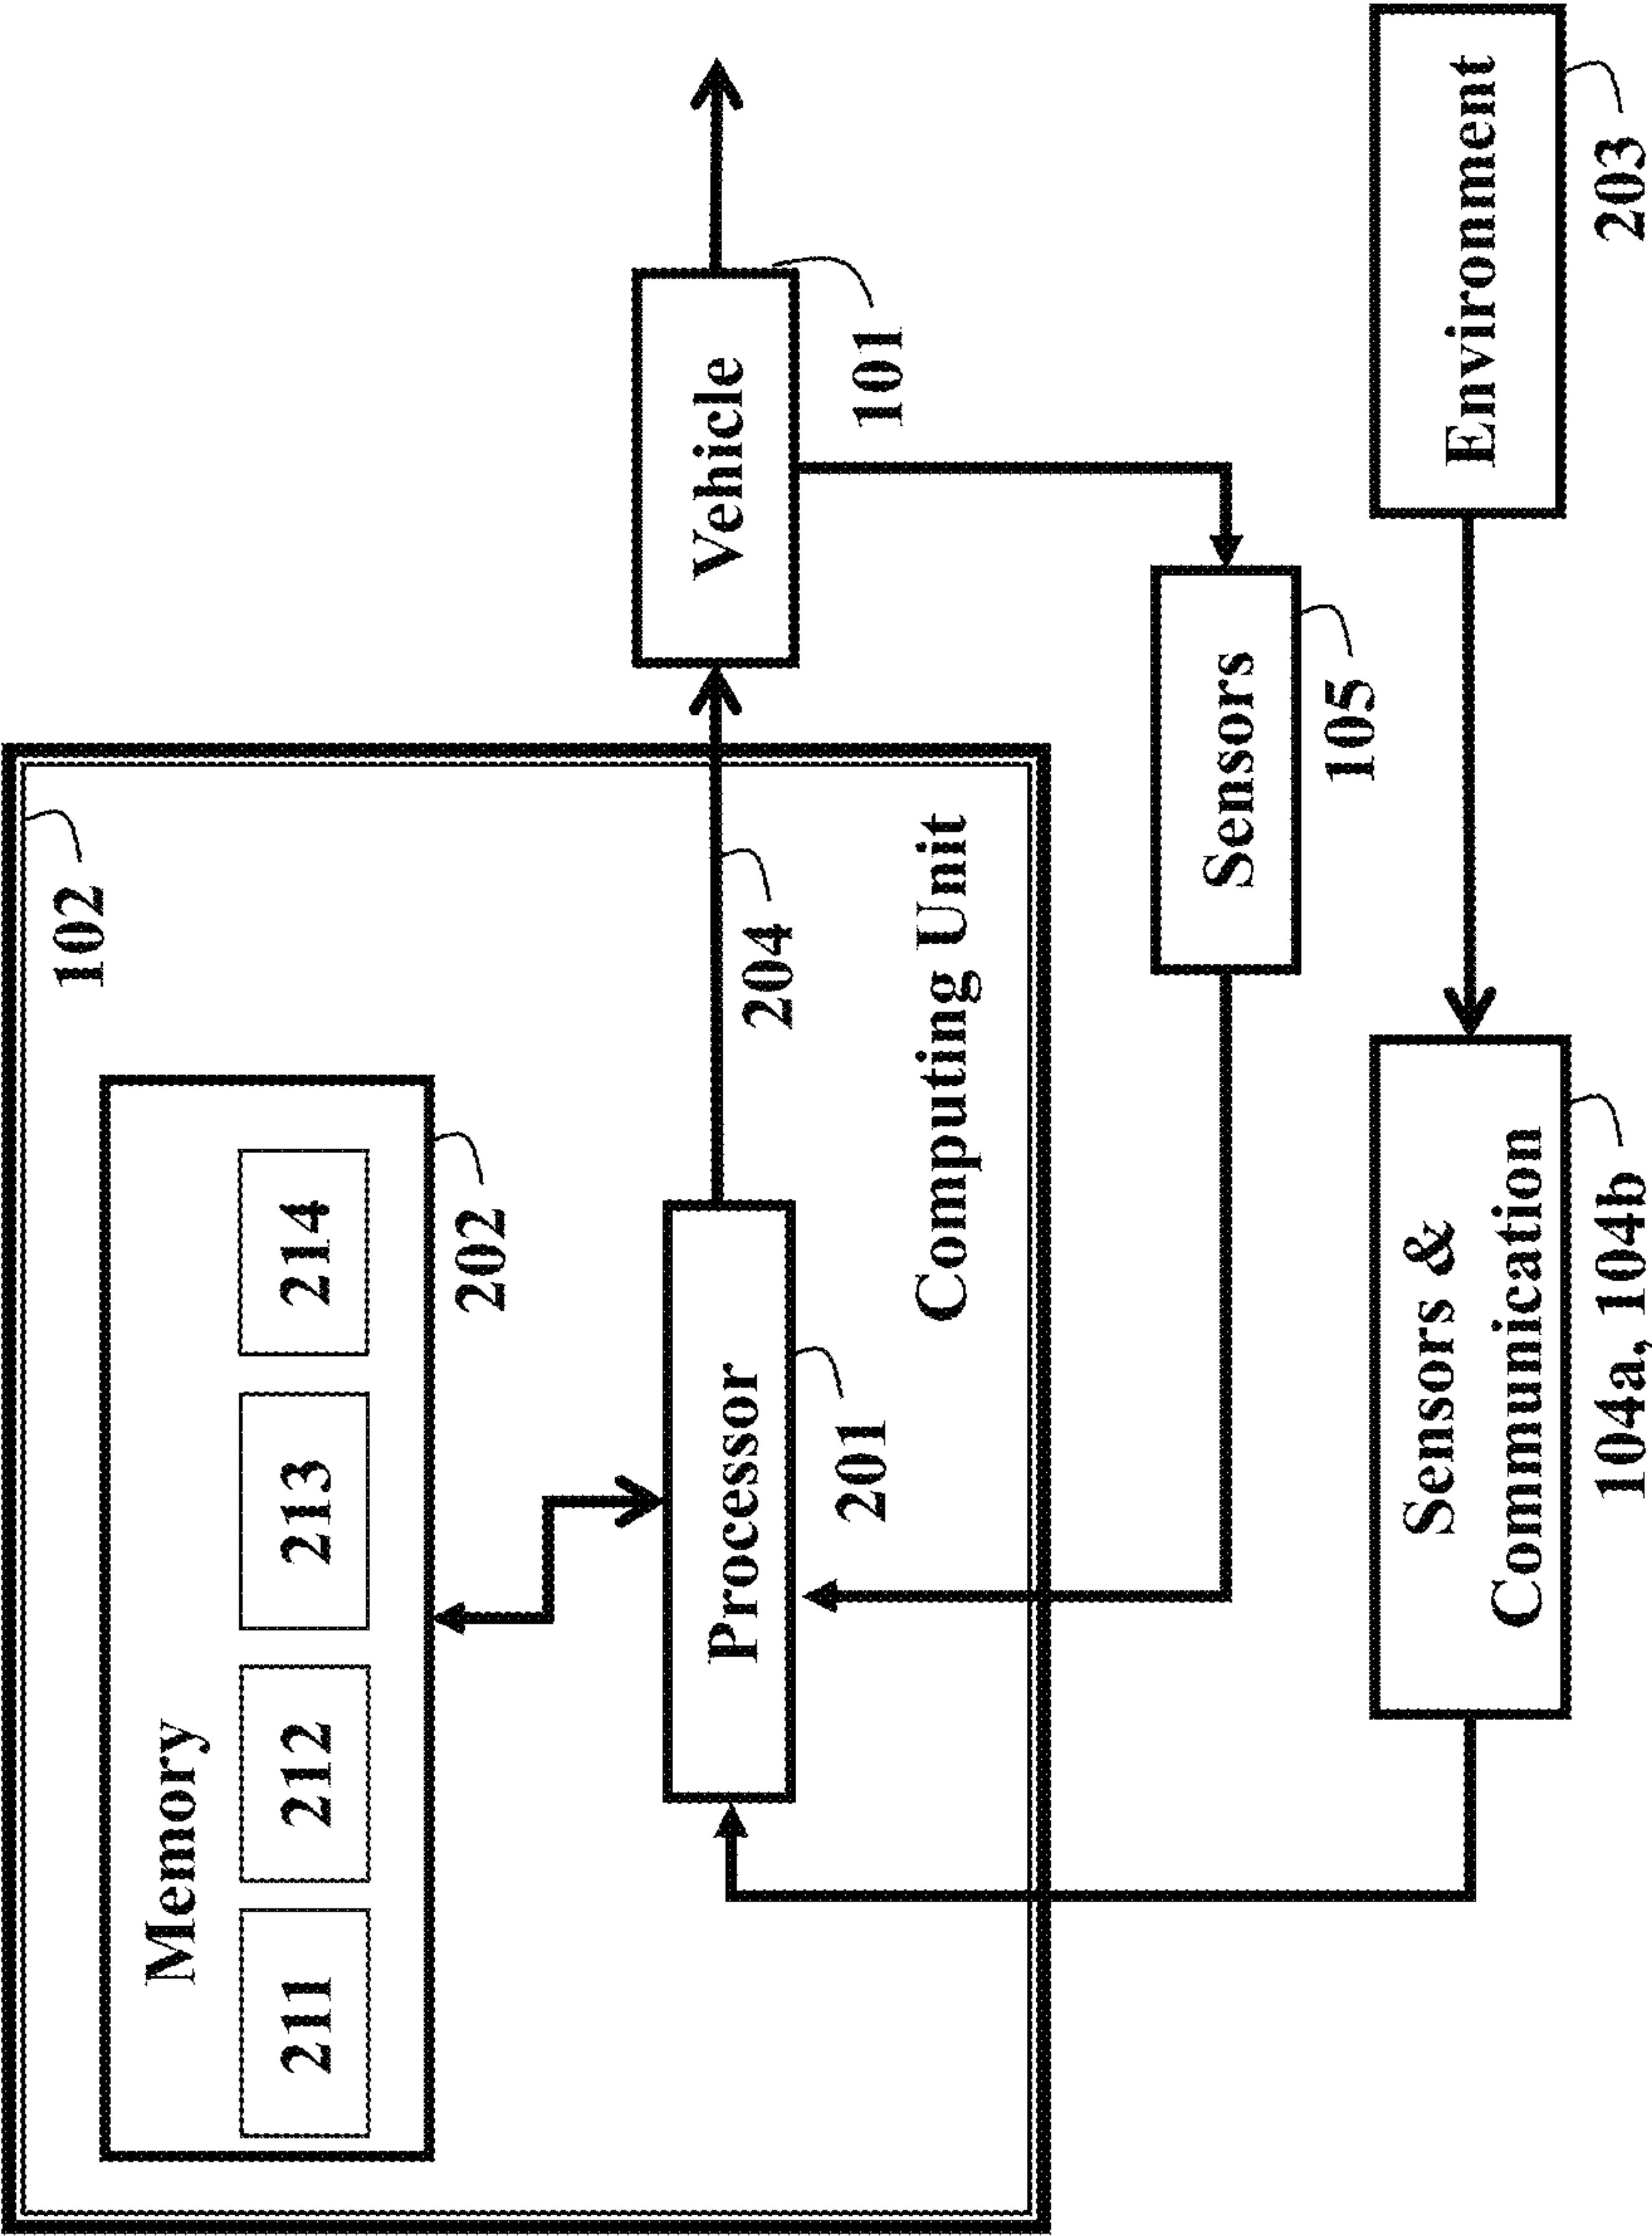 102
Memory
211
212
213
214
202
Processor
201
204
Computing Unit
Vehicle
101
Sensors
105
Sensors &
Communication
104a, 104b
Environment
203